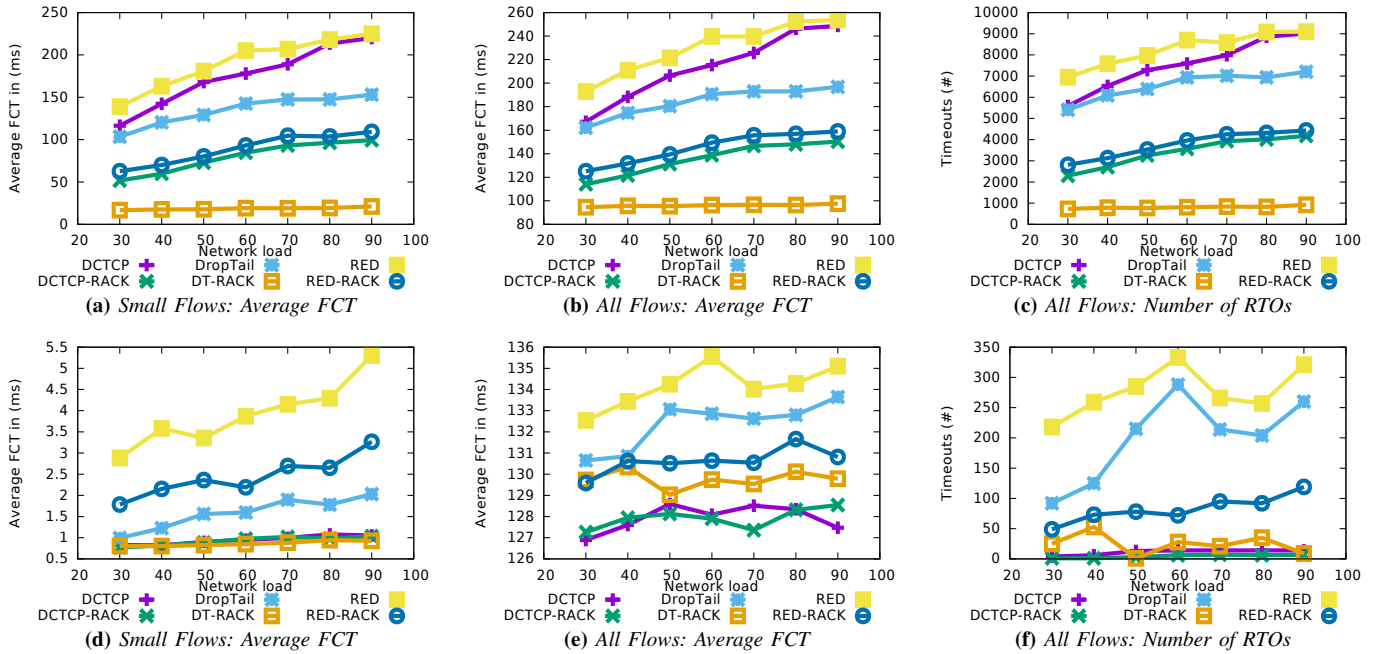 250
200
150
100
50
0
Average FCT in (ms)
20 30 40 50 60 70 80 90 100
Network load
DCTCP DropTail RED
DCTCP-RACK DT-RACK RED-RACK
(a) Small Flows: Average FCT
260
240
220
200
180
160
140
120
100
80
Average FCT in (ms)
20 30 40 50 60 70 80 90 100
Network load
DCTCP DropTail RED
DCTCP-RACK DT-RACK RED-RACK
(b) All Flows: Average FCT
10000
9000
8000
7000
6000
5000
4000
3000
2000
1000
0
Timeouts (#)
20 30 40 50 60 70 80 90 100
Network load
DCTCP DropTail RED
DCTCP-RACK DT-RACK RED-RACK
(c) All Flows: Number of RTOs
5.5
5
4.5
4
3.5
3
2.5
2
1.5
1
0.5
Average FCT in (ms)
20 30 40 50 60 70 80 90 100
Network load
DCTCP DropTail RED
DCTCP-RACK DT-RACK RED-RACK
(d) Small Flows: Average FCT
136
135
134
133
132
131
130
129
128
127
126
Average FCT in (ms)
20 30 40 50 60 70 80 90 100
Network load
DCTCP DropTail RED
DCTCP-RACK DT-RACK RED-RACK
(e) All Flows: Average FCT
350
300
250
200
150
100
50
0
Timeouts (#)
20 30 40 50 60 70 80 90 100
Network load
DCTCP DropTail RED
DCTCP-RACK DT-RACK RED-RACK
(f) All Flows: Number of RTOs